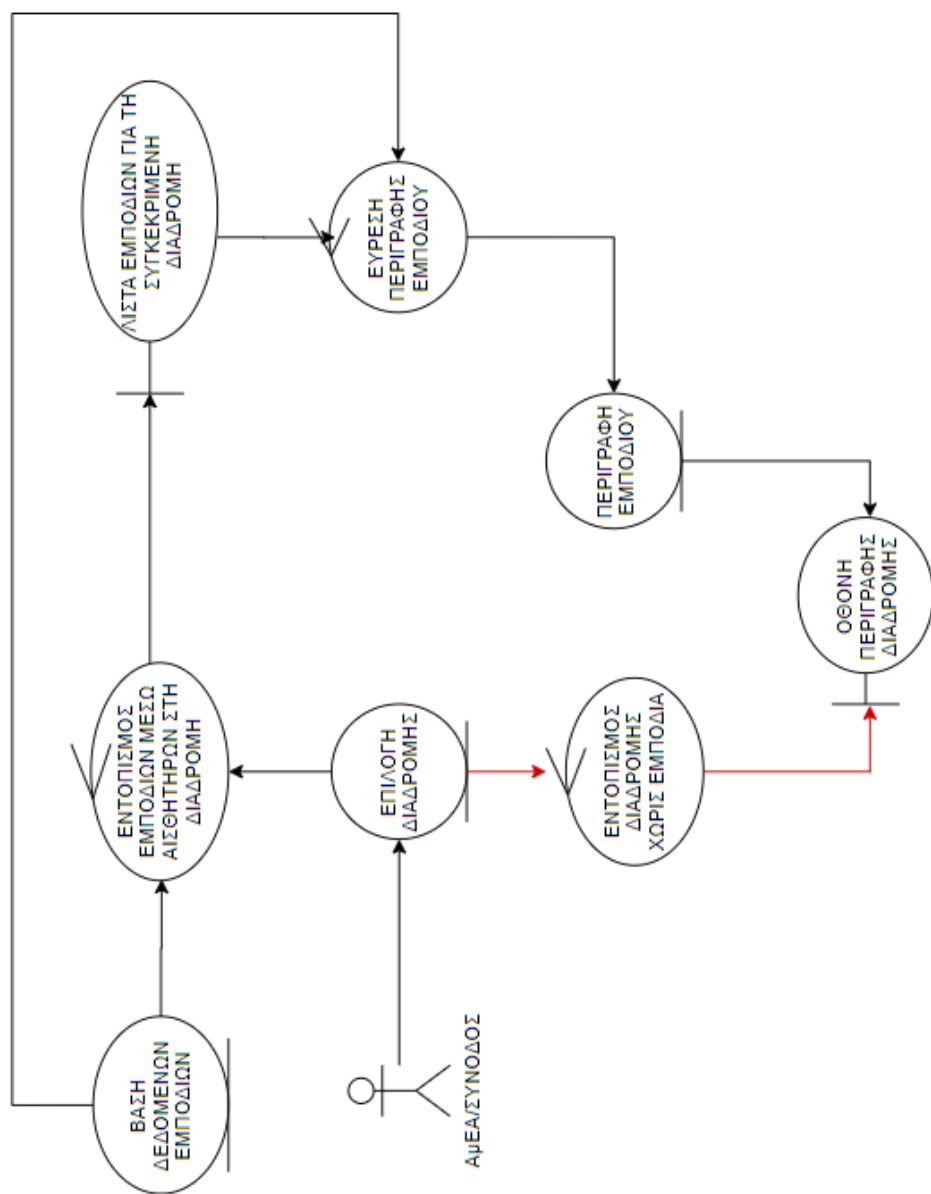 ΒΑΣΗ
ΔΕΔΟΜΕΝΩΝ
ΕΜΠΟΔΙΩΝ
ΕΝΤΟΠΙΣΜΟΣ
ΕΜΠΟΔΙΩΝ ΜΕΣΩ
ΑΙΣΘΗΤΗΡΩΝ ΣΤΗ
ΔΙΑΔΡΟΜΗ
ΛΙΣΤΑ ΕΜΠΟΔΙΩΝ ΓΙΑ ΤΗ
ΣΥΓΚΕΚΡΙΜΕΝΗ
ΔΙΑΔΡΟΜΗ
ΑμΕΑ/ΣΥΝΟΔΟΣ
ΕΠΙΛΟΓΗ
ΔΙΑΔΡΟΜΗΣ
ΕΥΡΕΣΗ
ΠΕΡΙΓΡΑΦΗΣ
ΕΜΠΟΔΙΟΥ
ΕΝΤΟΠΙΣΜΟΣ
ΔΙΑΔΡΟΜΗΣ
ΧΩΡΙΣ ΕΜΠΟΔΙΑ
ΠΕΡΙΓΡΑΦΗ
ΕΜΠΟΔΙΟΥ
ΟΘΟΝΗ
ΠΕΡΙΓΡΑΦΗΣ
ΔΙΑΔΡΟΜΗΣ